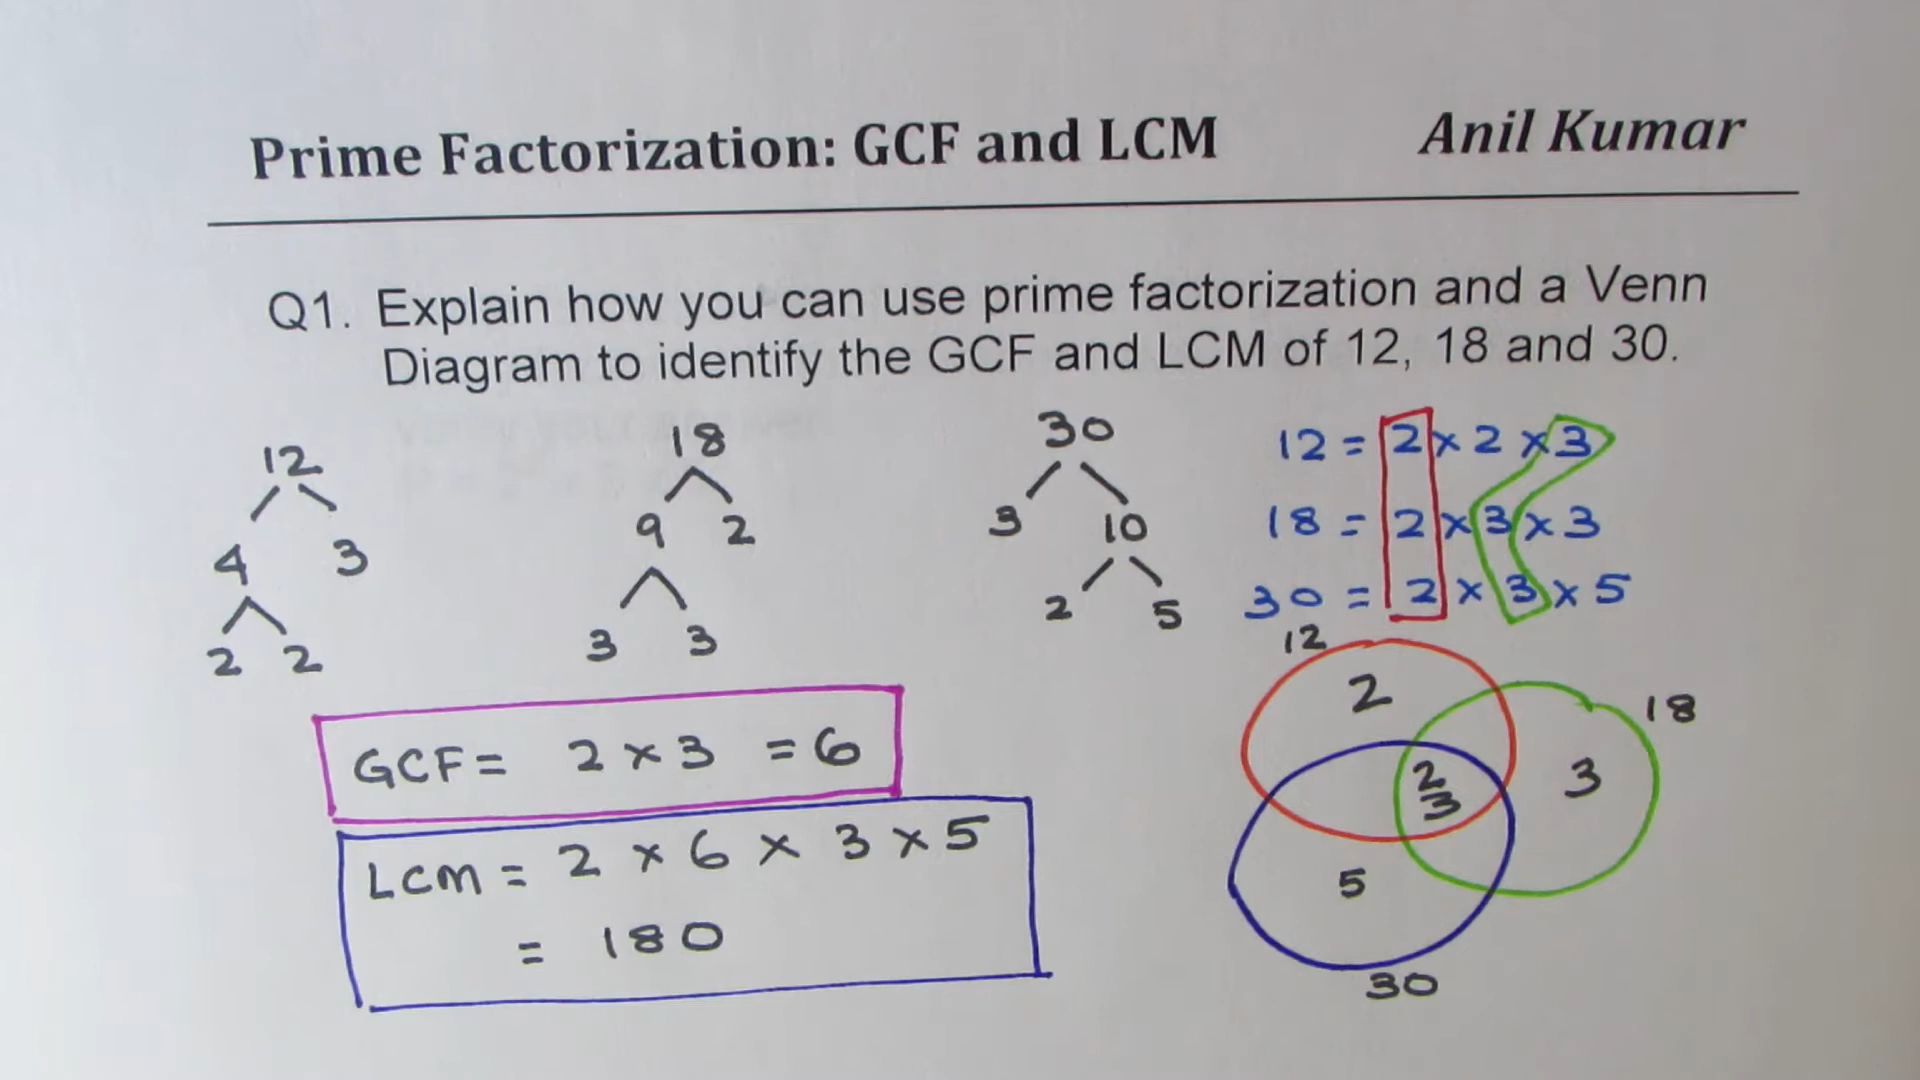 Prime Factorization: GCF and LCM
Anil Kumar
Q1. Explain how you can use prime factorization and a Venn
Diagram to identify the GCF and LCM of 12, 18 and 30.
12
4 3
2 2
18
9 2
3 3
30
3 10
2 5
12 = 2 × 2 × 3
18 = 2 × 3 × 3
30 = 2 × 3 × 5
GCF = 2 × 3 = 6
LCM = 2 × 6 × 3 × 5
= 180
12
2
18
2
3
3
5
30